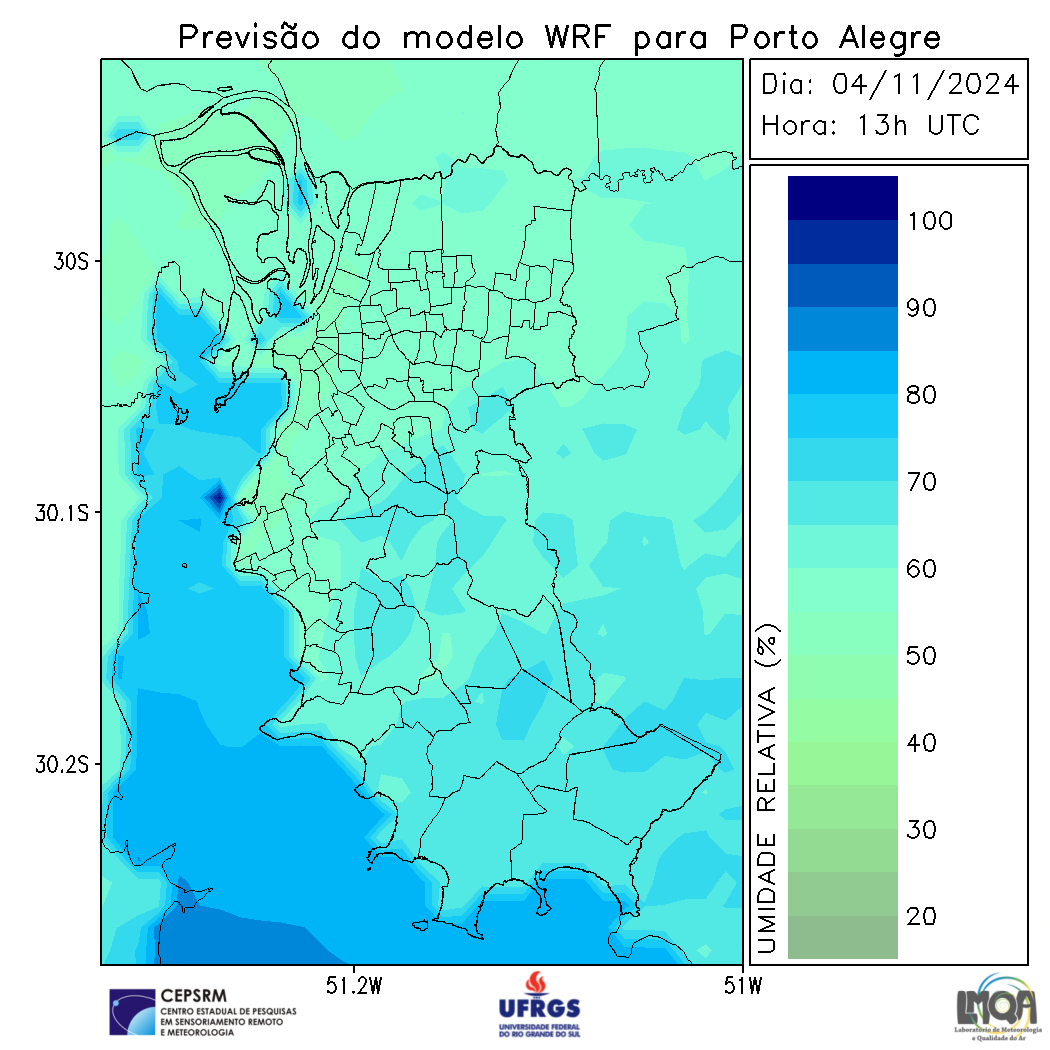 Previsão do modelo WRF para Porto Alegre
Dia: 04/11/2024
Hora: 13h UTC
100
90
80
70
60
50
40
30
20
UMIDADE RELATIVA (%)
30S
30.1S
30.2S
51.2W
51W
CEPSRM
CENTRO ESTADUAL DE PESQUISAS
EM SENSORIAMENTO REMOTO
E METEOROLOGIA
UFRGS
UNIVERSIDADE FEDERAL
DO RIO GRANDE DO SUL
LMQA
Laboratório de Meteorologia
e Qualidade do Ar